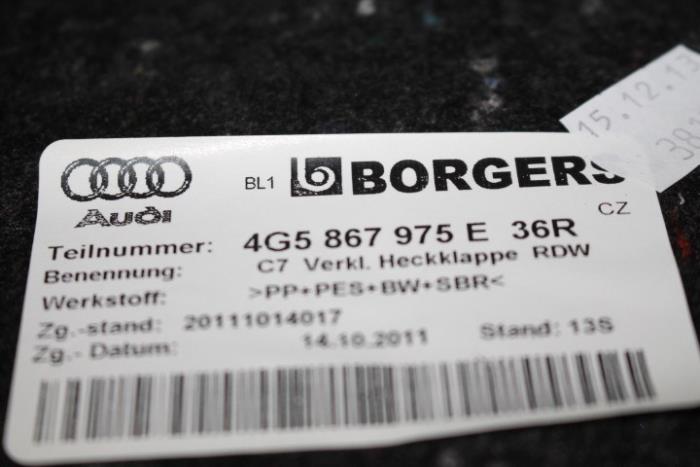 15.12.13
38
BL1 BORGERS
Audi
CZ
Teilnummer: 4G5 867 975 E 36R
Benennung: C7 Verkl. Heckklappe RDW
Werkstoff: >PP+PES+BW+SBR<
Zg.-stand: 20111014017
Zg.- Datum: 14.10.2011 Stand: 13S